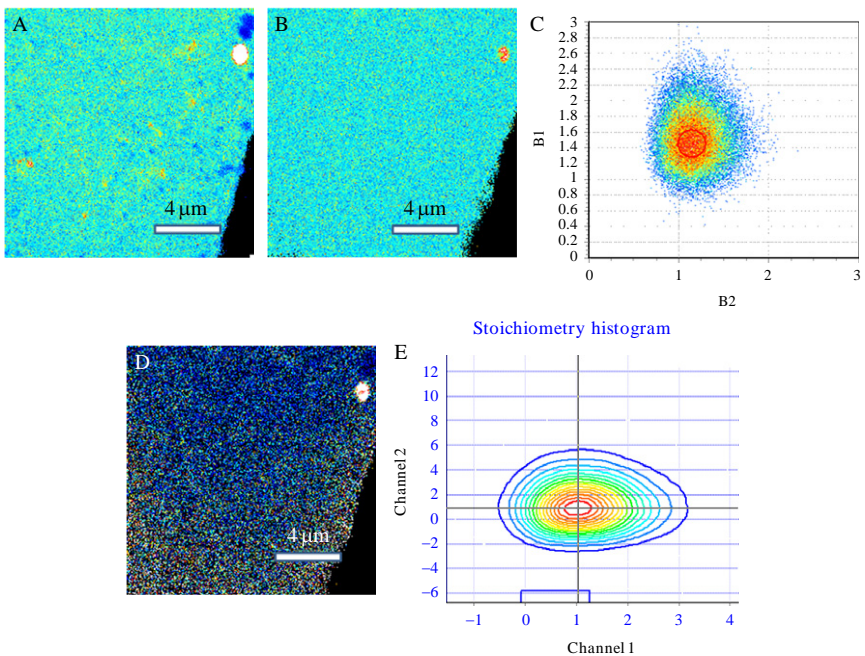 A
4 µm
B
4 µm
C
3
2.8
2.6
2.4
2.2
2
1.8
1.6
1.4
1.2
1
0.8
0.6
0.4
0.2
0
B1
0 1 2 3
B2
D
4 µm
Stoichiometry histogram
E
12
10
8
6
4
2
0
−2
−4
−6
Channel 2
−1 0 1 2 3 4
Channel 1